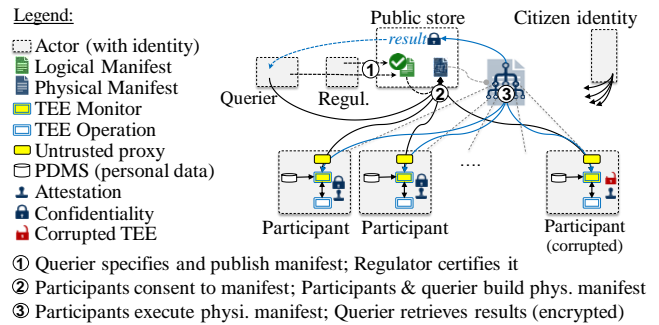 Legend:
Actor (with identity)
Logical Manifest
Physical Manifest
TEE Monitor
TEE Operation
Untrusted proxy
PDMS (personal data)
Attestation
Confidentiality
Corrupted TEE
Public store
Citizen identity
result
①
Querier
Regul.
②
③
....
Participant
Participant
Participant
(corrupted)
① Querier specifies and publish manifest; Regulator certifies it
② Participants consent to manifest; Participants & querier build phys. manifest
③ Participants execute physi. manifest; Querier retrieves results (encrypted)